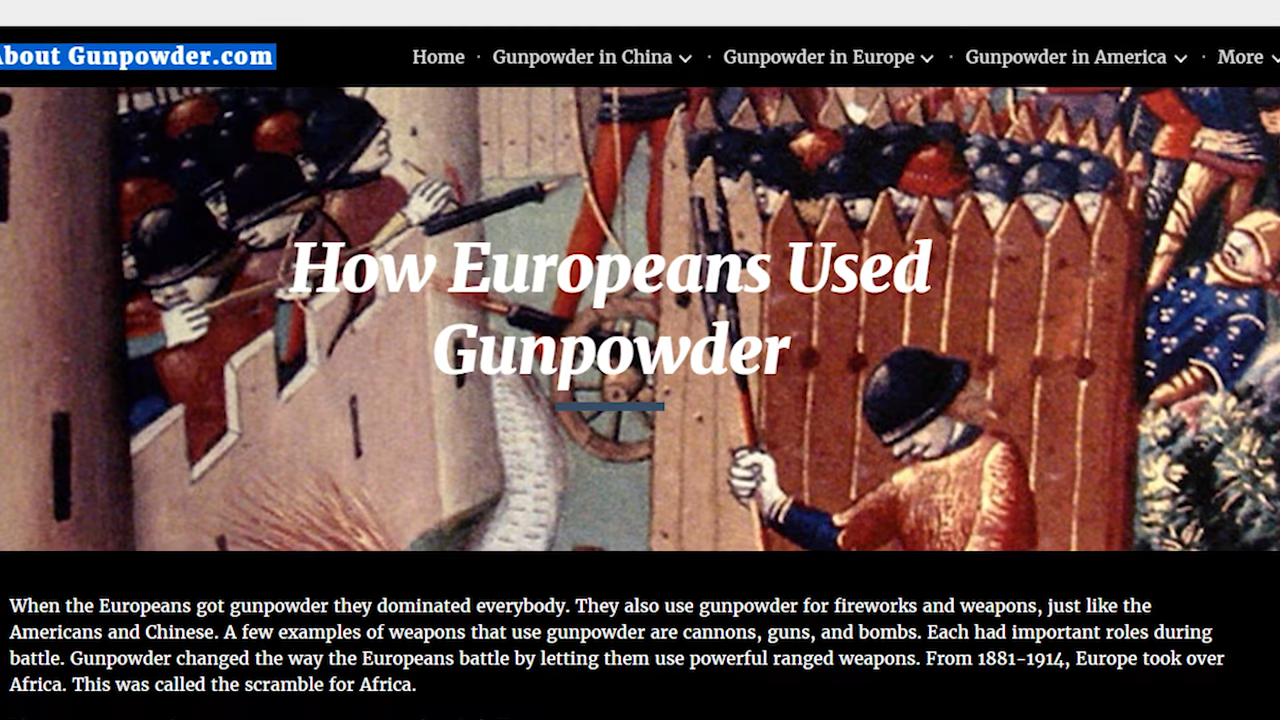 About Gunpowder.com
Home · Gunpowder in China · Gunpowder in Europe · Gunpowder in America · More
How Europeans Used
Gunpowder
When the Europeans got gunpowder they dominated everybody. They also use gunpowder for fireworks and weapons, just like the
Americans and Chinese. A few examples of weapons that use gunpowder are cannons, guns, and bombs. Each had important roles during
battle. Gunpowder changed the way the Europeans battle by letting them use powerful ranged weapons. From 1881-1914, Europe took over
Africa. This was called the scramble for Africa.